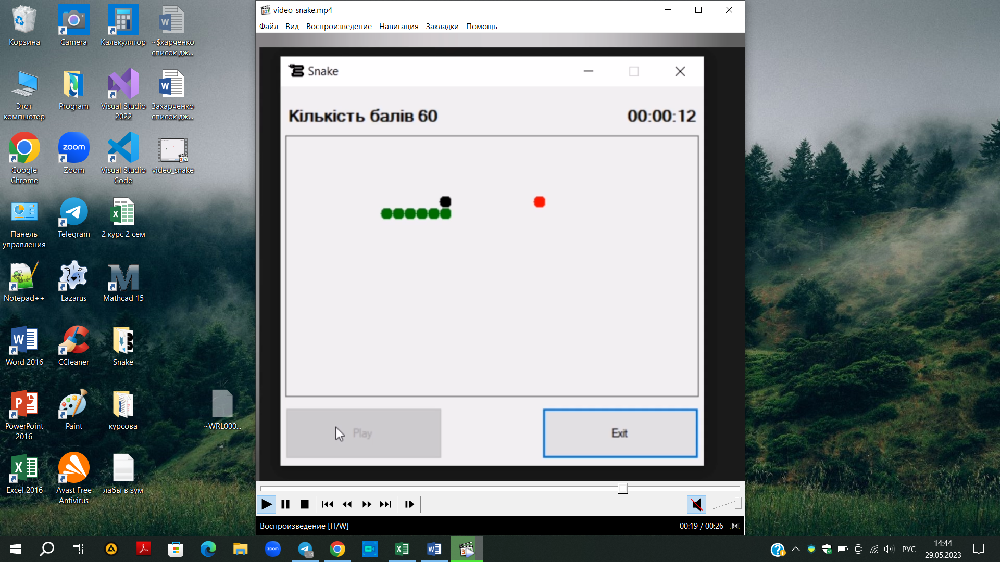 Корзина
Camera
Калькулятор
~$харченко
список дж...
Этот
компьютер
Program
Visual Studio
2022
Захарченко
список дж...
Google
Chrome
zoom
Zoom
Visual Studio
Code
video_snake
Панель
управления
Telegram
2 курс 2 сем
Notepad++
Lazarus
Mathcad 15
Word 2016
CCleaner
Snake
PowerPoint
2016
Paint
курсова
~WRL000...
Excel 2016
Avast Free
Antivirus
лабы в зум
video_snake.mp4
Файл Вид Воспроизведение Навигация Закладки Помощь
Snake
Кількість балів 60
00:00:12
Play
Exit
Воспроизведение [H/W]
00:19 / 00:26
zoom
..14
РУС
14:44
29.05.2023